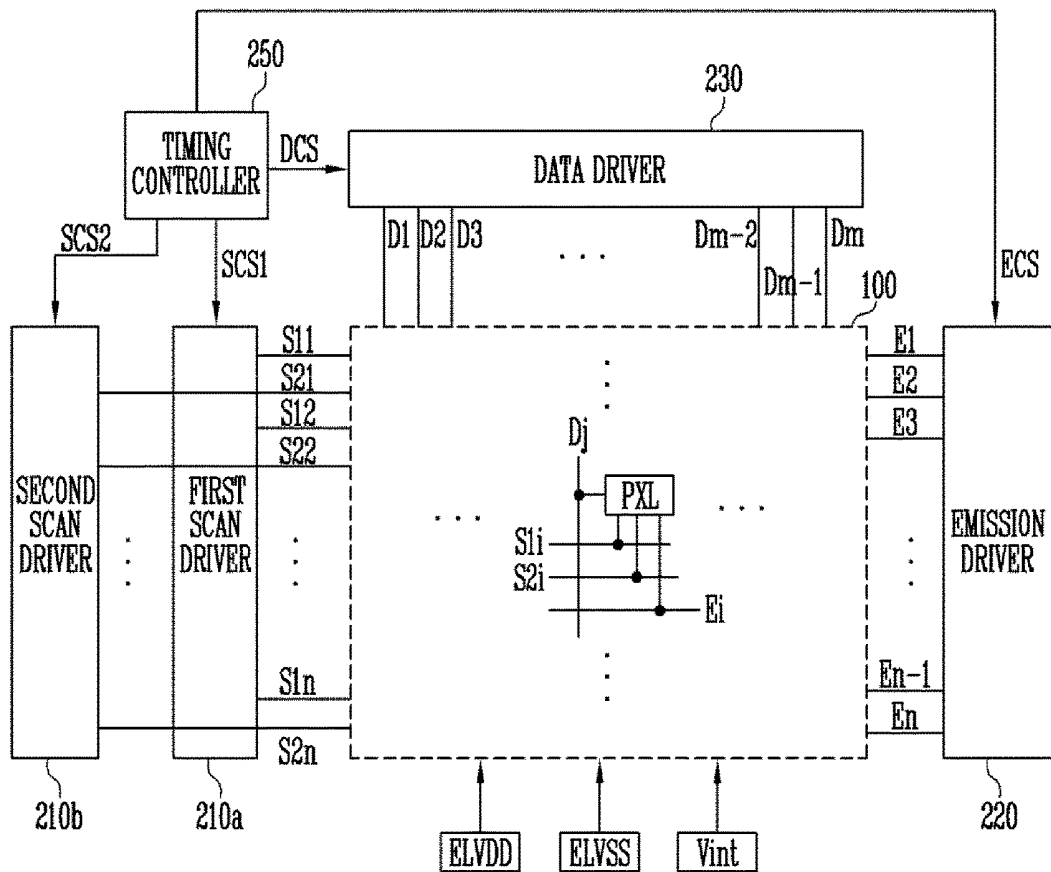 250
230
TIMING
CONTROLLER
DCS
DATA DRIVER
SCS2
SCS1
D1
D2
D3
. . .
Dm-2
Dm-1
Dm
ECS
100
S11
S21
S12
S22
S1n
S2n
SECOND
SCAN
DRIVER
FIRST
SCAN
DRIVER
Dj
PXL
S1i
S2i
Ei
E1
E2
E3
En-1
En
EMISSION
DRIVER
210b
210a
220
ELVDD
ELVSS
Vint